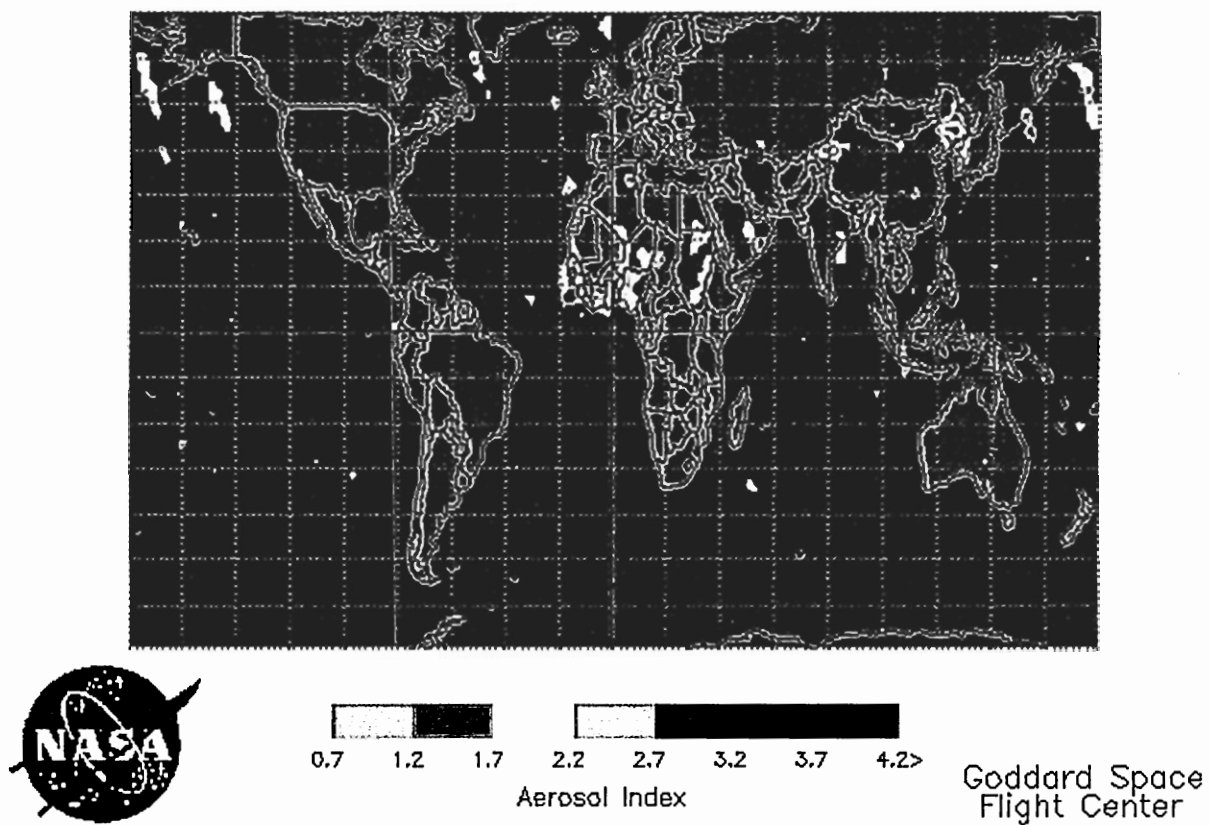 NASA
0.7 1.2 1.7 2.2 2.7 3.2 3.7 4.2>
Aerosol Index
Goddard Space
Flight Center